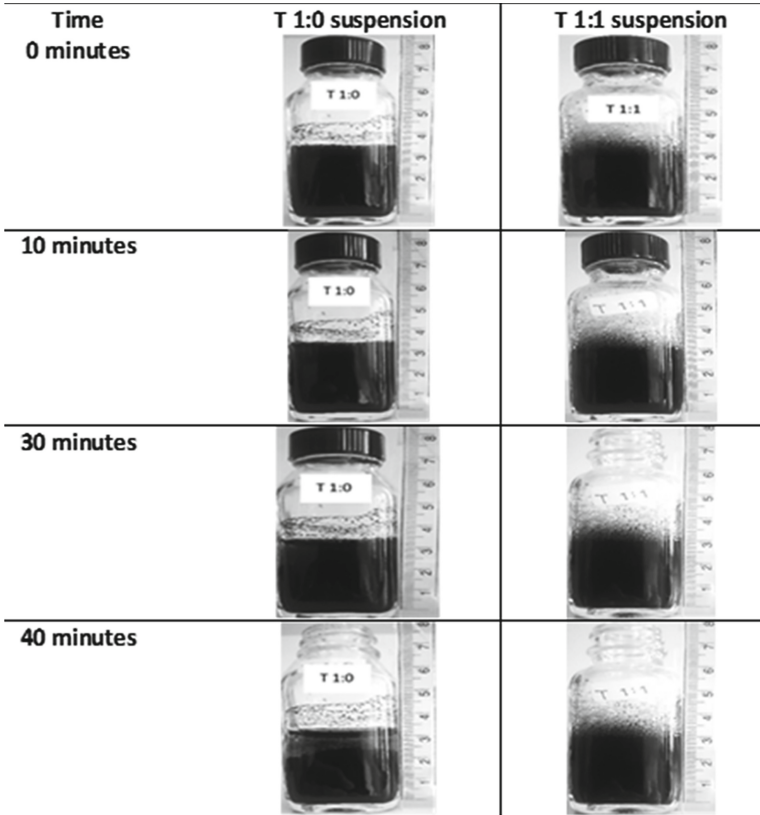 Time T 1:0 suspension T 1:1 suspension
0 minutes
T 1:0
T 1:1
10 minutes
T 1:0
T 1:1
30 minutes
T 1:0
T 1:1
40 minutes
T 1:0
T 1:1